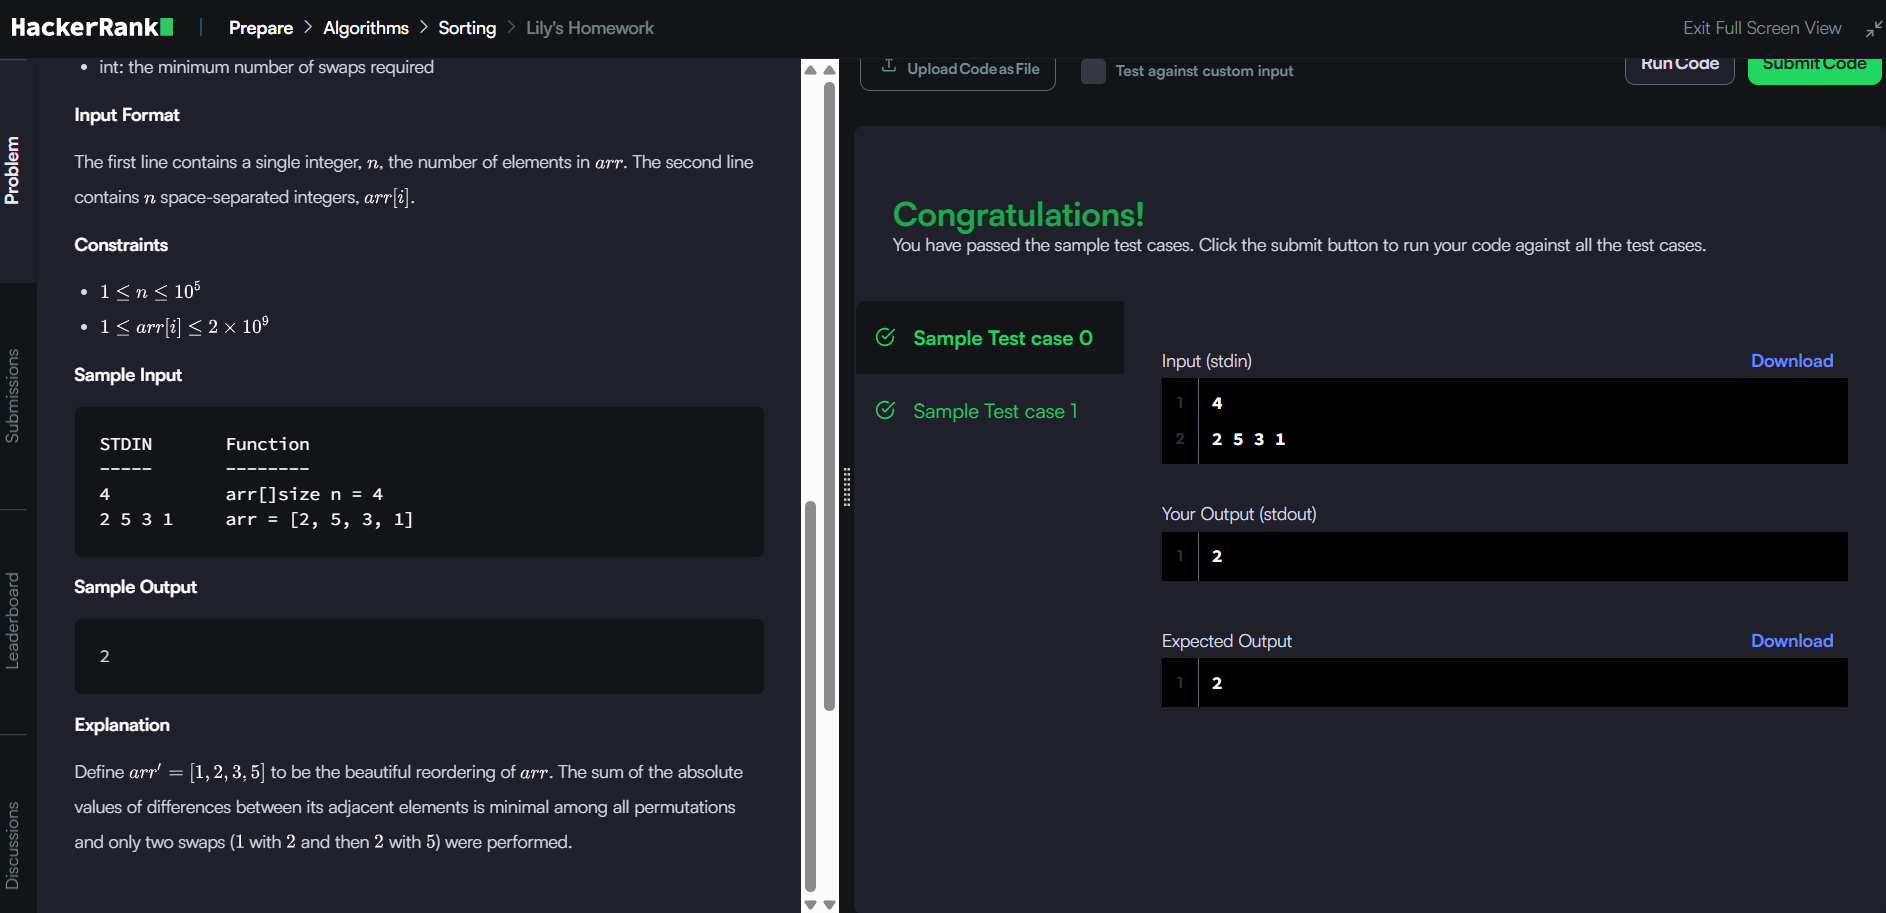 HackerRank
Prepare > Algorithms > Sorting > Lily's Homework
Exit Full Screen View
Problem
Submissions
Leaderboard
Discussions
• int: the minimum number of swaps required
Input Format
The first line contains a single integer, n, the number of elements in arr. The second line
contains n space-separated integers, arr[i].
Constraints
• 1 ≤ n ≤ 10⁵
• 1 ≤ arr[i] ≤ 2 × 10⁹
Sample Input
STDIN Function
----- --------
4 arr[]size n = 4
2 5 3 1 arr = [2, 5, 3, 1]
Sample Output
2
Explanation
Define arr′ = [1, 2, 3, 5] to be the beautiful reordering of arr. The sum of the absolute
values of differences between its adjacent elements is minimal among all permutations
and only two swaps (1 with 2 and then 2 with 5) were performed.
Upload Code as File
Test against custom input
Run Code
Submit Code
Congratulations!
You have passed the sample test cases. Click the submit button to run your code against all the test cases.
Sample Test case 0
Sample Test case 1
Input (stdin) Download
1 4
2 2 5 3 1
Your Output (stdout)
1 2
Expected Output Download
1 2